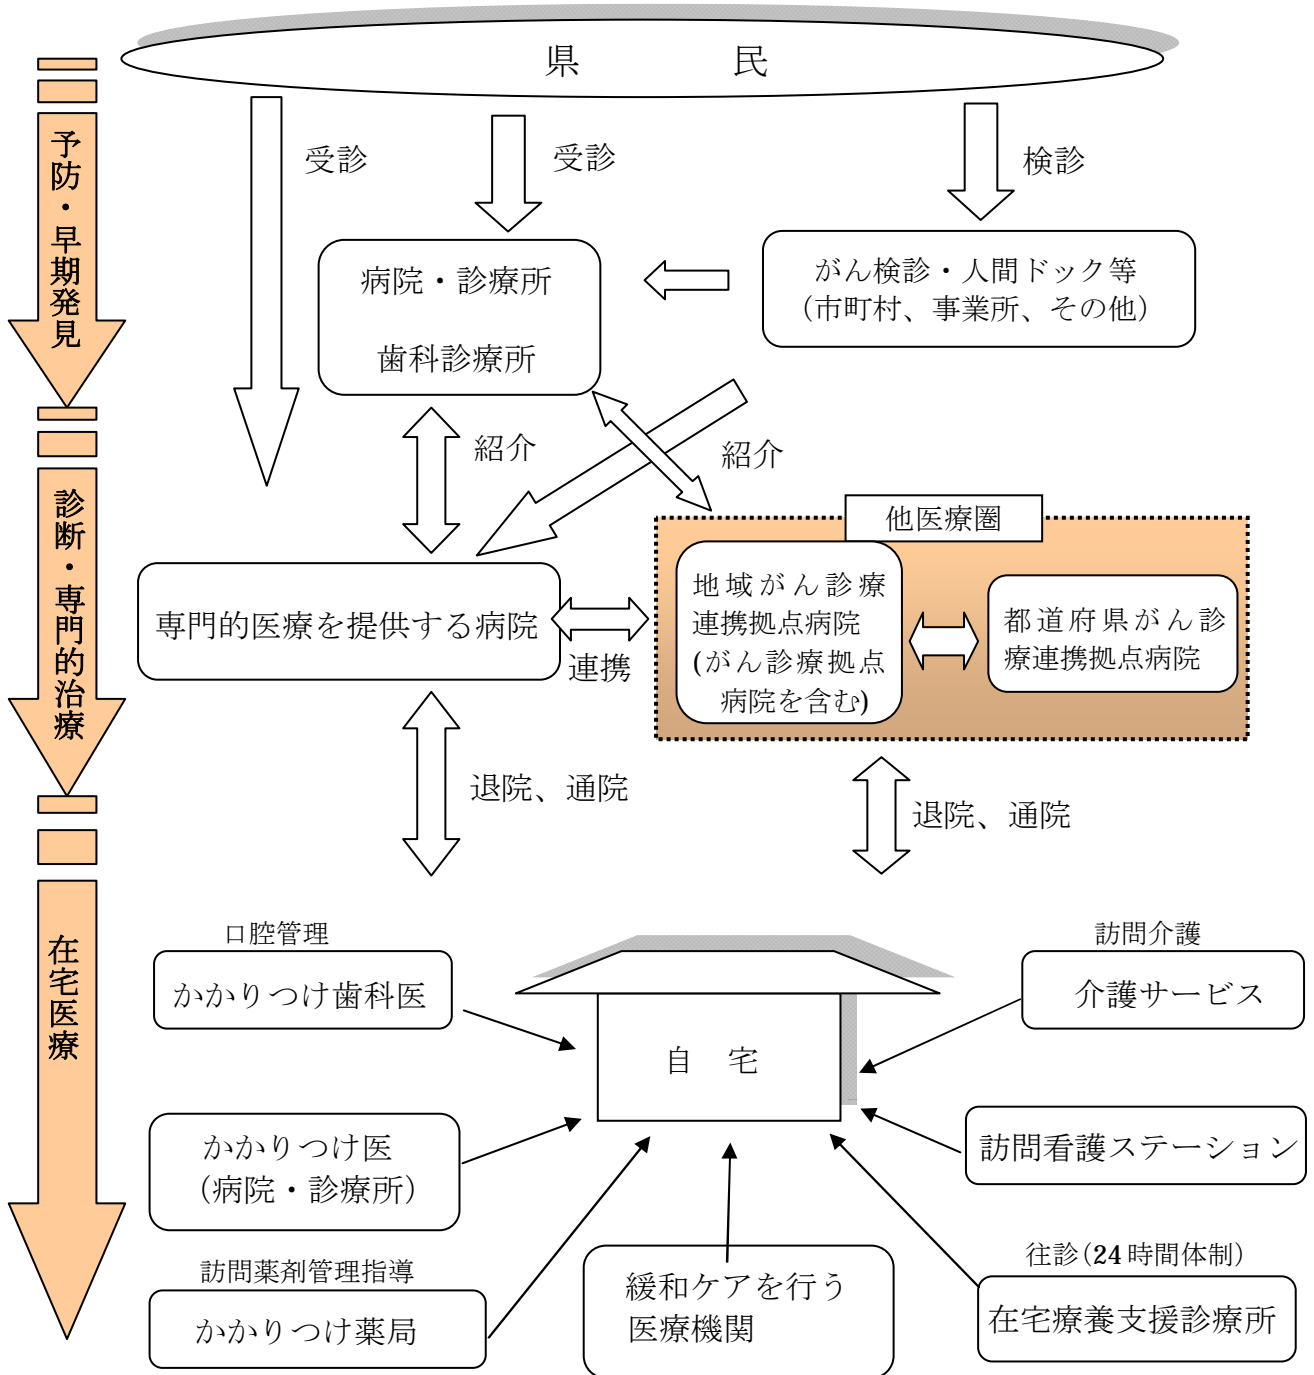 県　民
予防・早期発見
受診
受診
検診
病院・診療所
歯科診療所
がん検診・人間ドック等
（市町村、事業所、その他）
紹介
紹介
診断・専門的治療
他医療圏
専門的医療を提供する病院
連携
地域がん診療
連携拠点病院
(がん診療拠点
病院を含む)
都道府県がん診
療連携拠点病院
退院、通院
退院、通院
在宅医療
口腔管理
かかりつけ歯科医
自　宅
訪問介護
介護サービス
かかりつけ医
（病院・診療所）
訪問看護ステーション
訪問薬剤管理指導
かかりつけ薬局
緩和ケアを行う
医療機関
往診（24時間体制）
在宅療養支援診療所